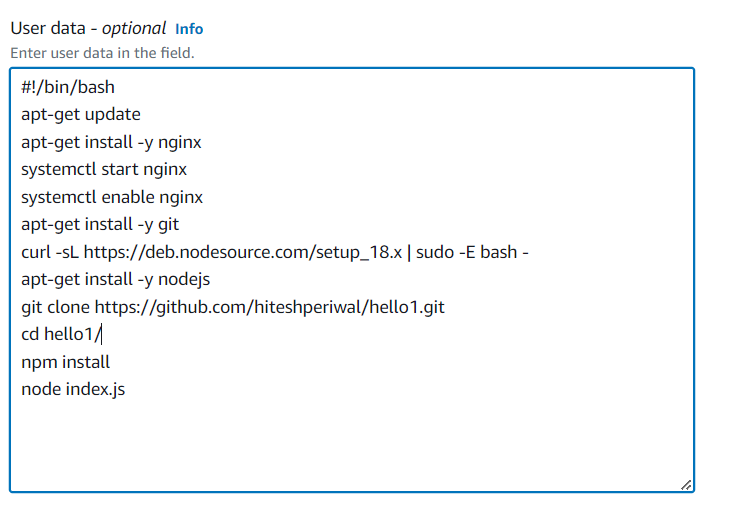 User data - optional Info
Enter user data in the field.
#!/bin/bash
apt-get update
apt-get install -y nginx
systemctl start nginx
systemctl enable nginx
apt-get install -y git
curl -sL https://deb.nodesource.com/setup_18.x | sudo -E bash -
apt-get install -y nodejs
git clone https://github.com/hiteshperiwal/hello1.git
cd hello1/
npm install
node index.js